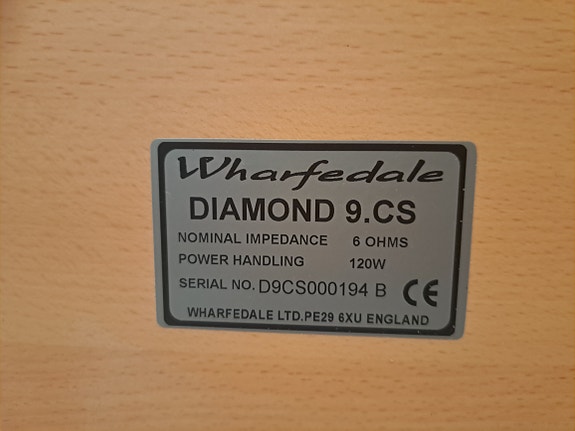 Wharfedale
DIAMOND 9.CS
NOMINAL IMPEDANCE 6 OHMS
POWER HANDLING 120W
SERIAL NO. D9CS000194 B CE
WHARFEDALE LTD.PE29 6XU ENGLAND